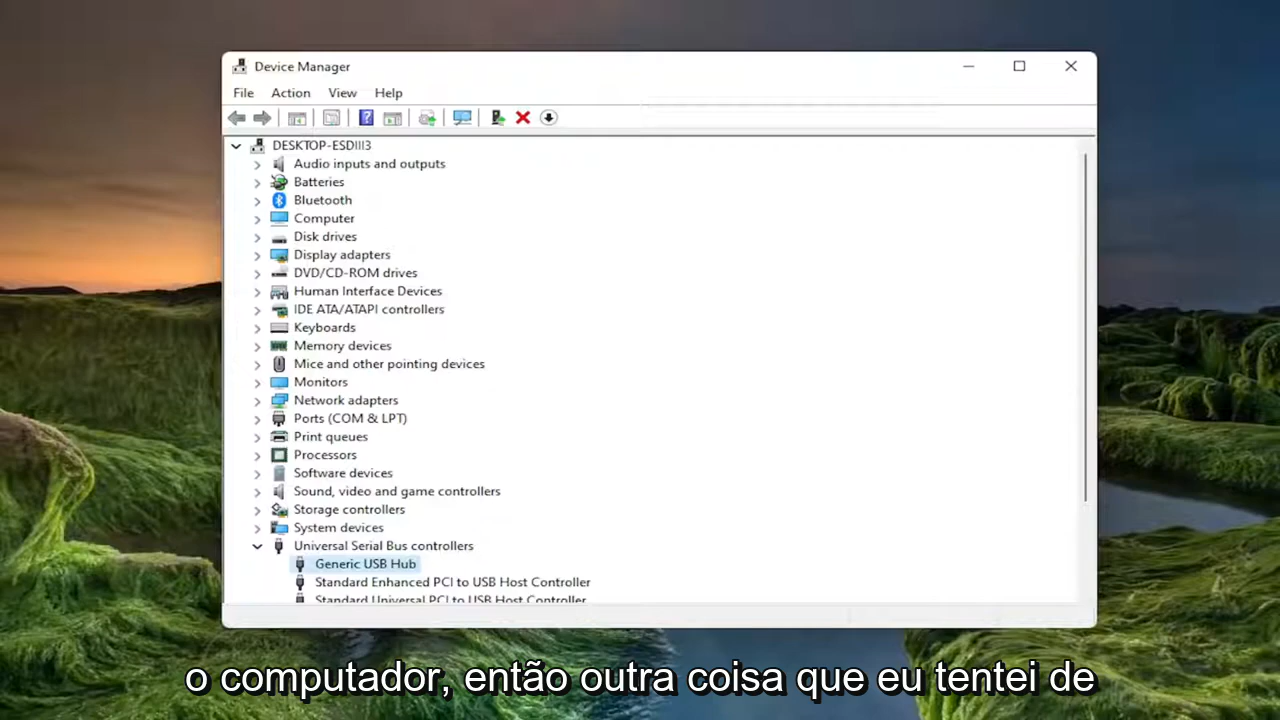 Device Manager
File Action View Help
DESKTOP-ESDIII3
Audio inputs and outputs
Batteries
Bluetooth
Computer
Disk drives
Display adapters
DVD/CD-ROM drives
Human Interface Devices
IDE ATA/ATAPI controllers
Keyboards
Memory devices
Mice and other pointing devices
Monitors
Network adapters
Ports (COM & LPT)
Print queues
Processors
Software devices
Sound, video and game controllers
Storage controllers
System devices
Universal Serial Bus controllers
Generic USB Hub
Standard Enhanced PCI to USB Host Controller
Standard Universal PCI to USB Host Controller
o computador, então outra coisa que eu tentei de